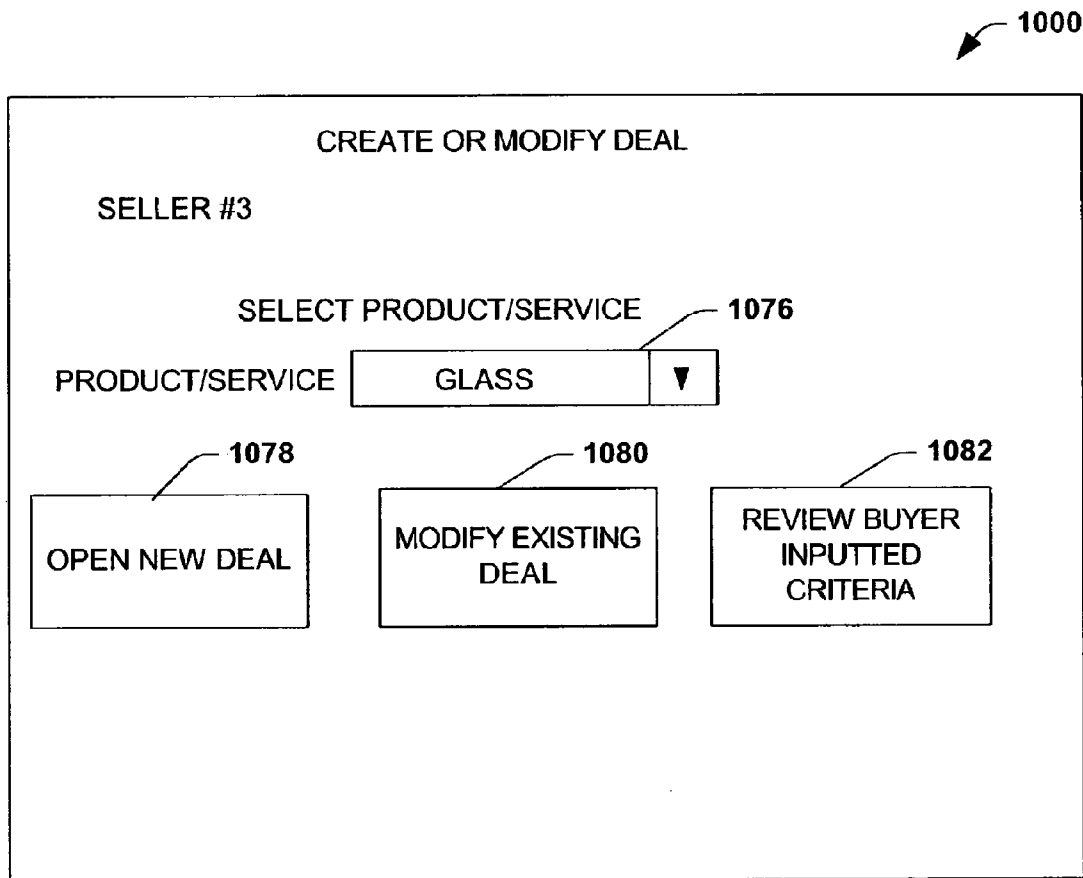 1000
CREATE OR MODIFY DEAL
SELLER #3
SELECT PRODUCT/SERVICE
1076
PRODUCT/SERVICE
GLASS
1078
1080
1082
OPEN NEW DEAL
MODIFY EXISTING
DEAL
REVIEW BUYER
INPUTTED
CRITERIA